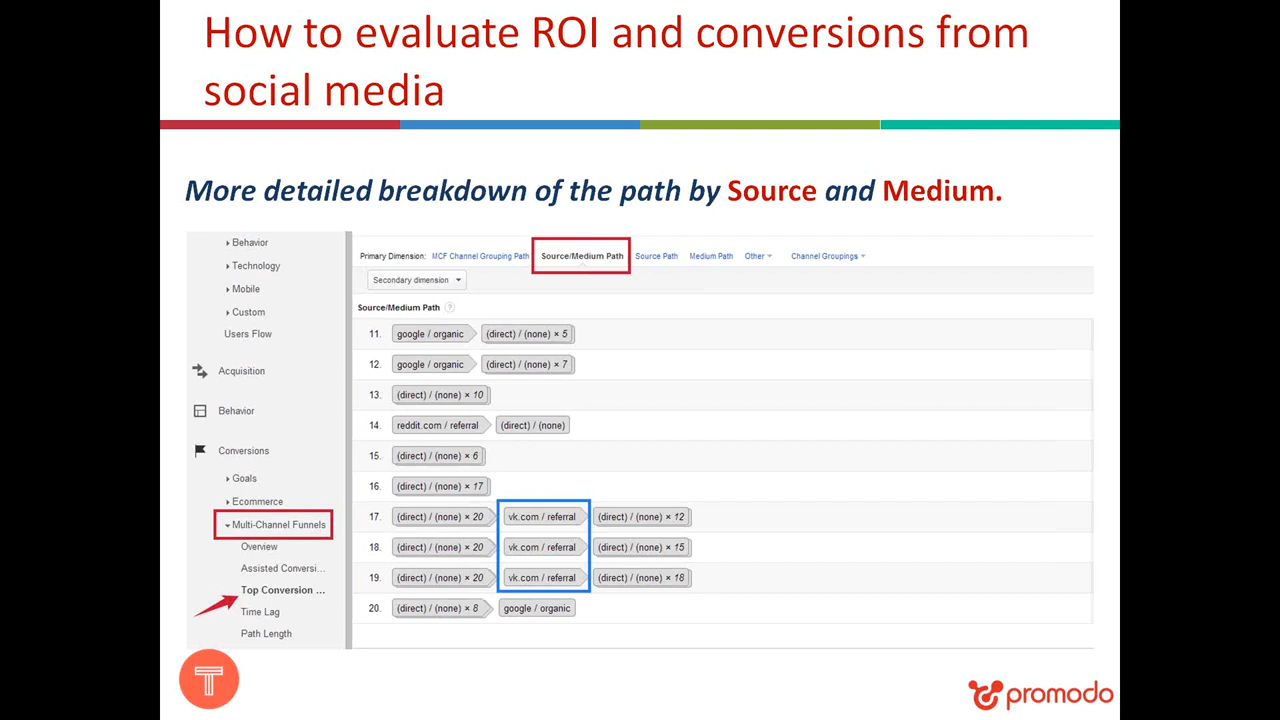 How to evaluate ROI and conversions from
social media
More detailed breakdown of the path by Source and Medium.
Behavior
Technology
Mobile
Custom
Users Flow
Acquisition
Behavior
Conversions
Goals
Ecommerce
Multi-Channel Funnels
Overview
Assisted Conversi...
Top Conversion ...
Time Lag
Path Length
Primary Dimension: MCF Channel Grouping Path Source/Medium Path Source Path Medium Path Other Channel Groupings
Secondary dimension
Source/Medium Path ?
11. google / organic (direct) / (none) × 5
12. google / organic (direct) / (none) × 7
13. (direct) / (none) × 10
14. reddit.com / referral (direct) / (none)
15. (direct) / (none) × 6
16. (direct) / (none) × 17
17. (direct) / (none) × 20 vk.com / referral (direct) / (none) × 12
18. (direct) / (none) × 20 vk.com / referral (direct) / (none) × 15
19. (direct) / (none) × 20 vk.com / referral (direct) / (none) × 18
20. (direct) / (none) × 8 google / organic
T
promodo